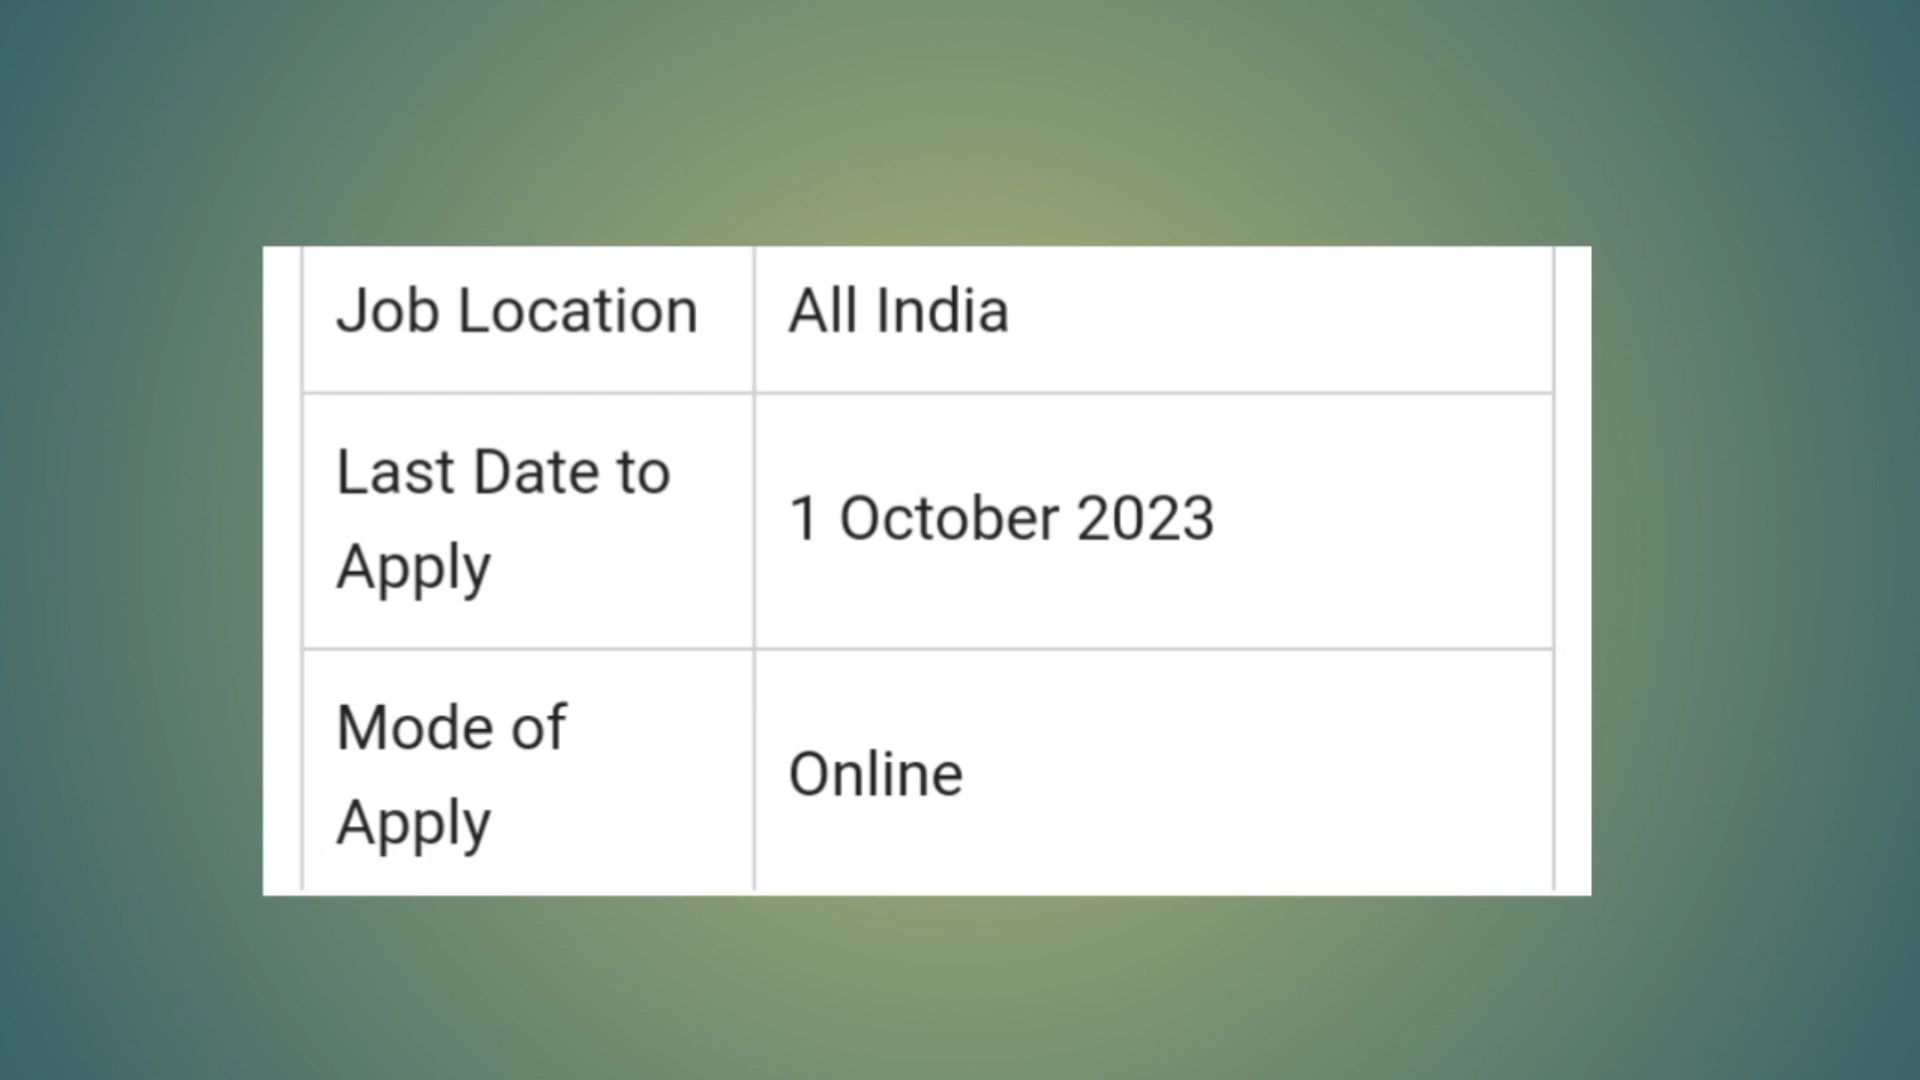 Job Location
All India
Last Date to
Apply
1 October 2023
Mode of
Apply
Online